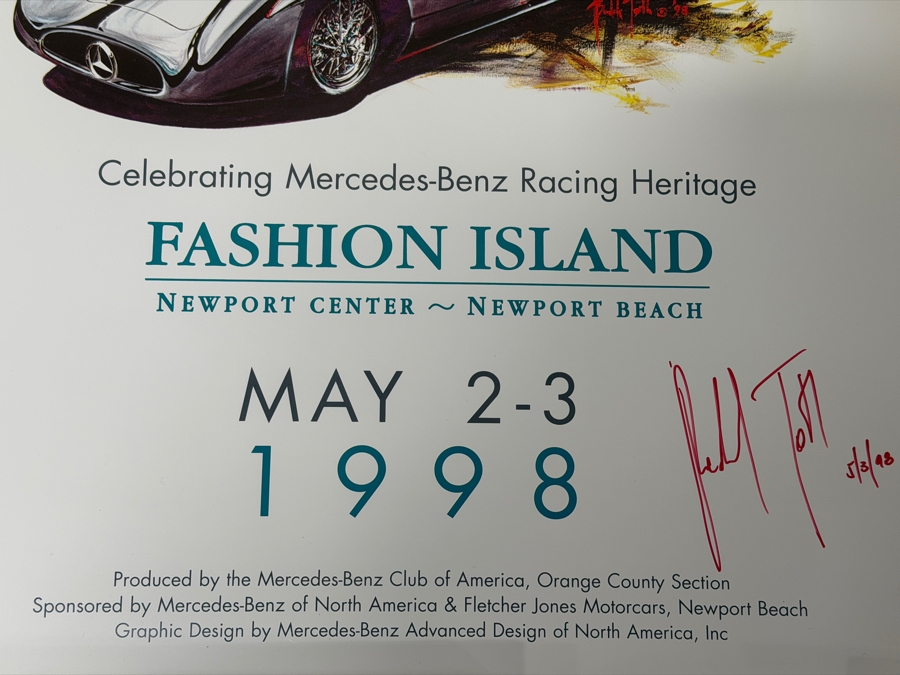 Celebrating Mercedes-Benz Racing Heritage
FASHION ISLAND
NEWPORT CENTER ~ NEWPORT BEACH
MAY 2-3
1998
5/3/98
Produced by the Mercedes-Benz Club of America, Orange County Section
Sponsored by Mercedes-Benz of North America & Fletcher Jones Motorcars, Newport Beach
Graphic Design by Mercedes-Benz Advanced Design of North America, Inc